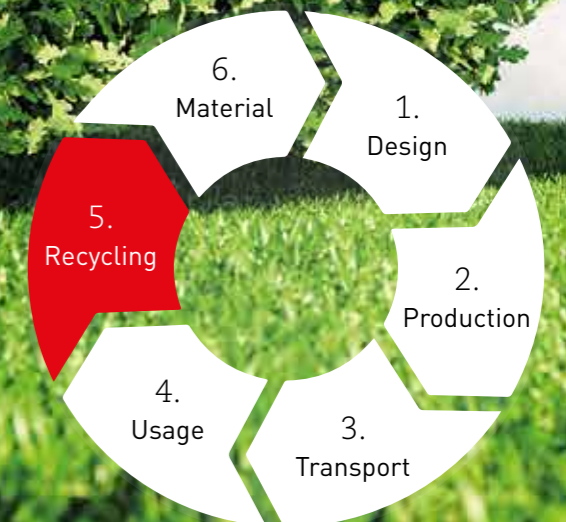 1.
Design
2.
Production
3.
Transport
4.
Usage
5.
Recycling
6.
Material